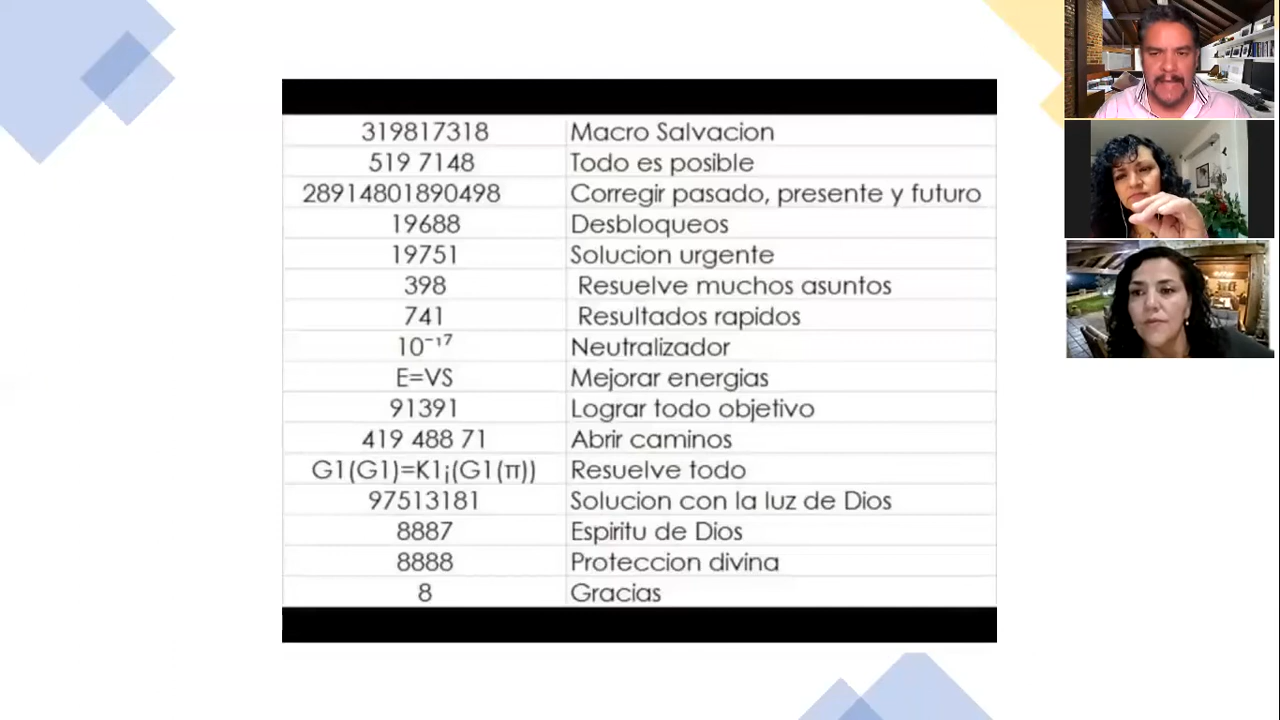 319817318 Macro Salvacion
519 7148 Todo es posible
28914801890498 Corregir pasado, presente y futuro
19688 Desbloqueos
19751 Solucion urgente
398 Resuelve muchos asuntos
741 Resultados rapidos
10⁻¹⁷ Neutralizador
E=VS Mejorar energias
91391 Lograr todo objetivo
419 488 71 Abrir caminos
G1(G1)=K1¡(G1(π)) Resuelve todo
97513181 Solucion con la luz de Dios
8887 Espiritu de Dios
8888 Proteccion divina
8 Gracias